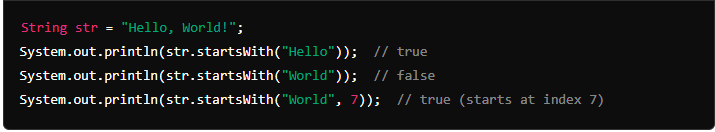 String str = "Hello, World!";
System.out.println(str.startsWith("Hello"));  // true
System.out.println(str.startsWith("World"));  // false
System.out.println(str.startsWith("World", 7));  // true (starts at index 7)